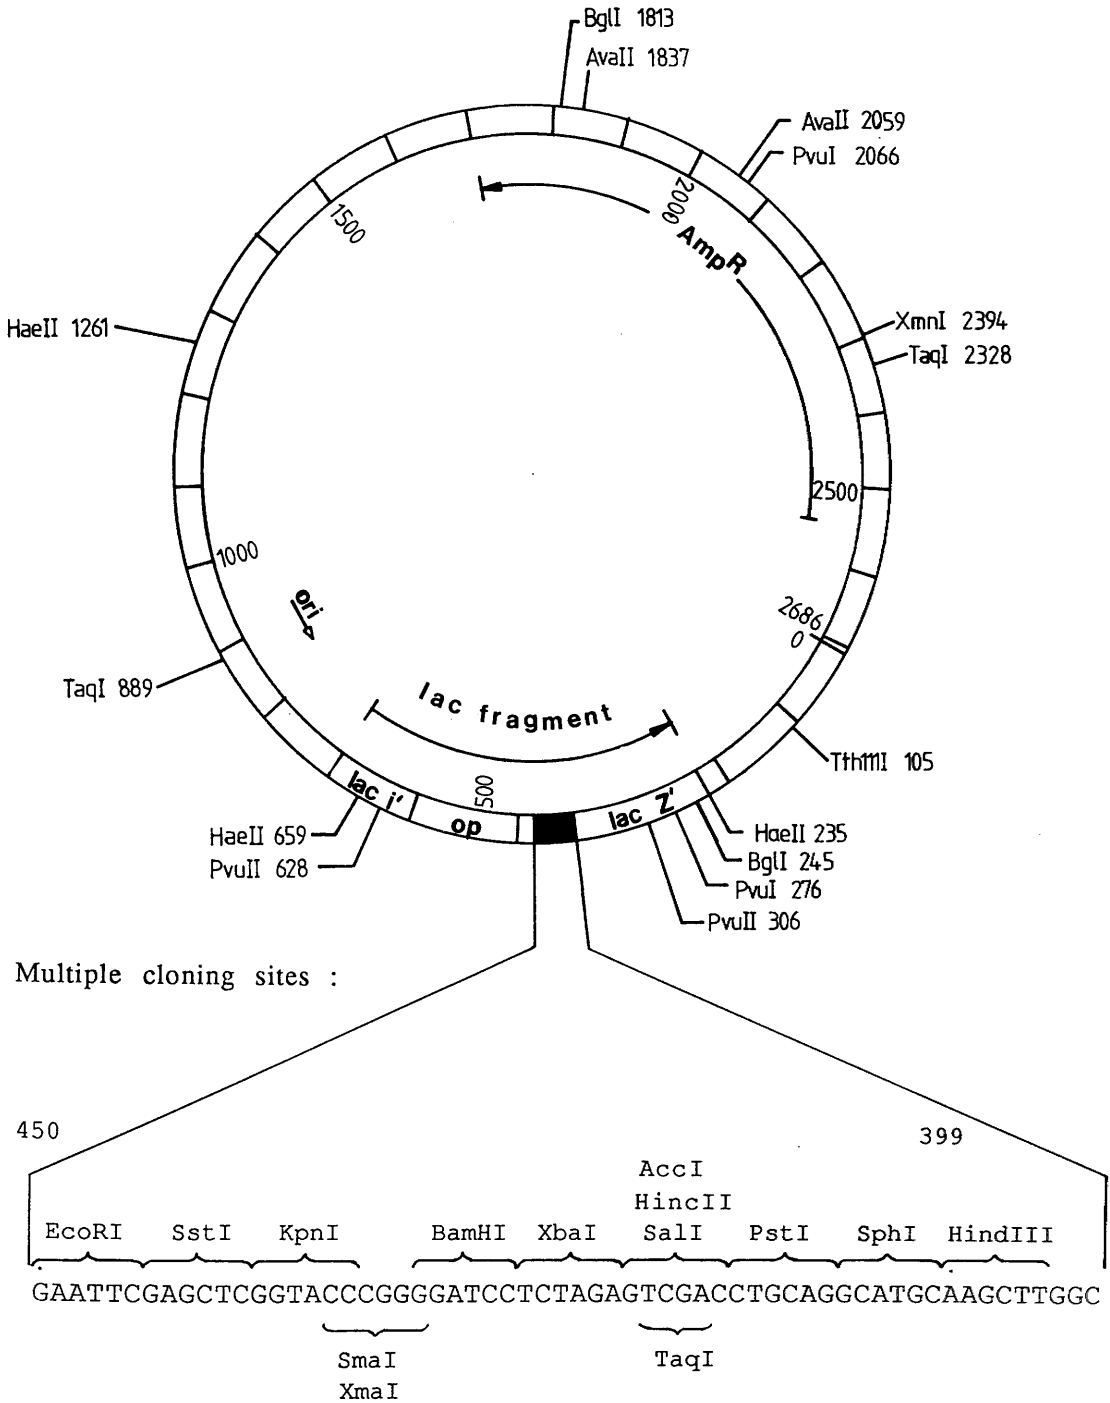 BglI 1813
AvaII 1837
AvaII 2059
PvuI 2066
2000
AmpR
1500
HaeII 1261
XmnI 2394
TaqI 2328
2500
1000
ori
2686
0
TaqI 889
lac fragment
Tth111I 105
500
lac i'
op
lac Z'
HaeII 659
PvuII 628
HaeII 235
BglI 245
PvuI 276
PvuII 306
Multiple cloning sites :
450
399
AccI
HincII
EcoRI SstI KpnI BamHI XbaI SalI PstI SphI HindIII
GAATTCGAGCTCGGTACCCGGGGATCCTCTAGAGTCGACCTGCAGGCATGCAAGCTTGGC
SmaI TaqI
XmaI